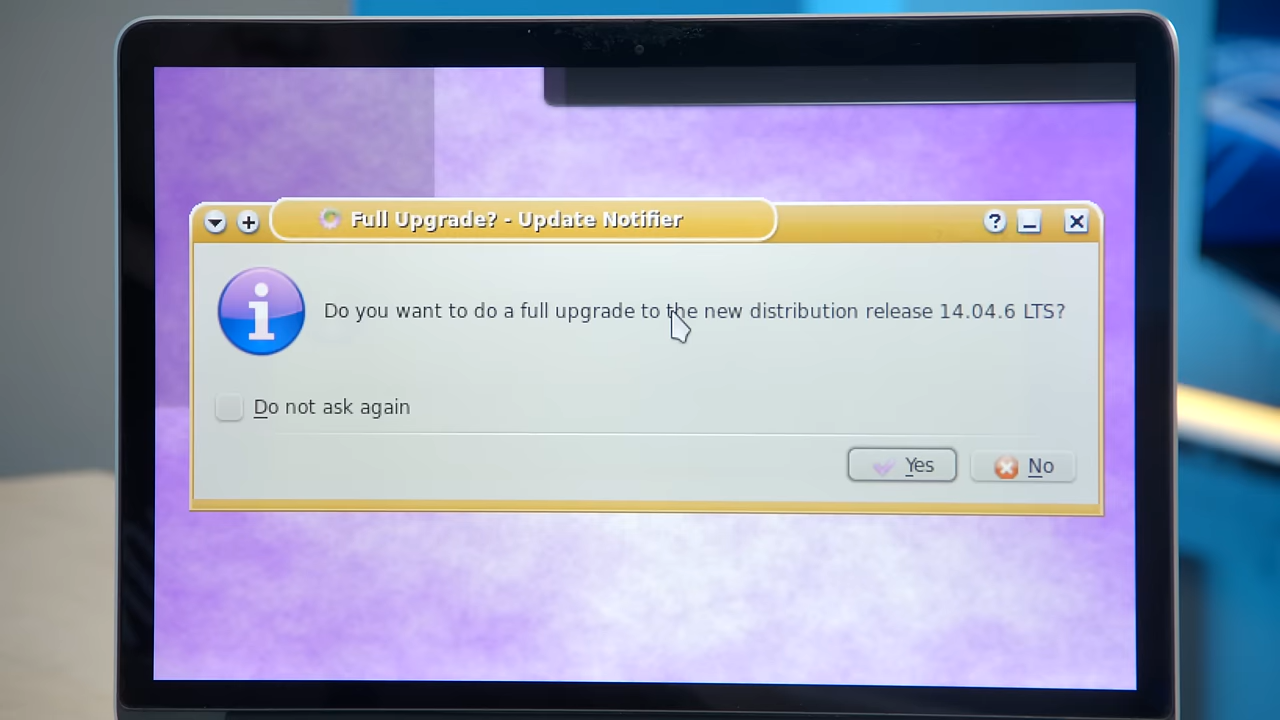 Full Upgrade? - Update Notifier
Do you want to do a full upgrade to the new distribution release 14.04.6 LTS?
Do not ask again
Yes
No